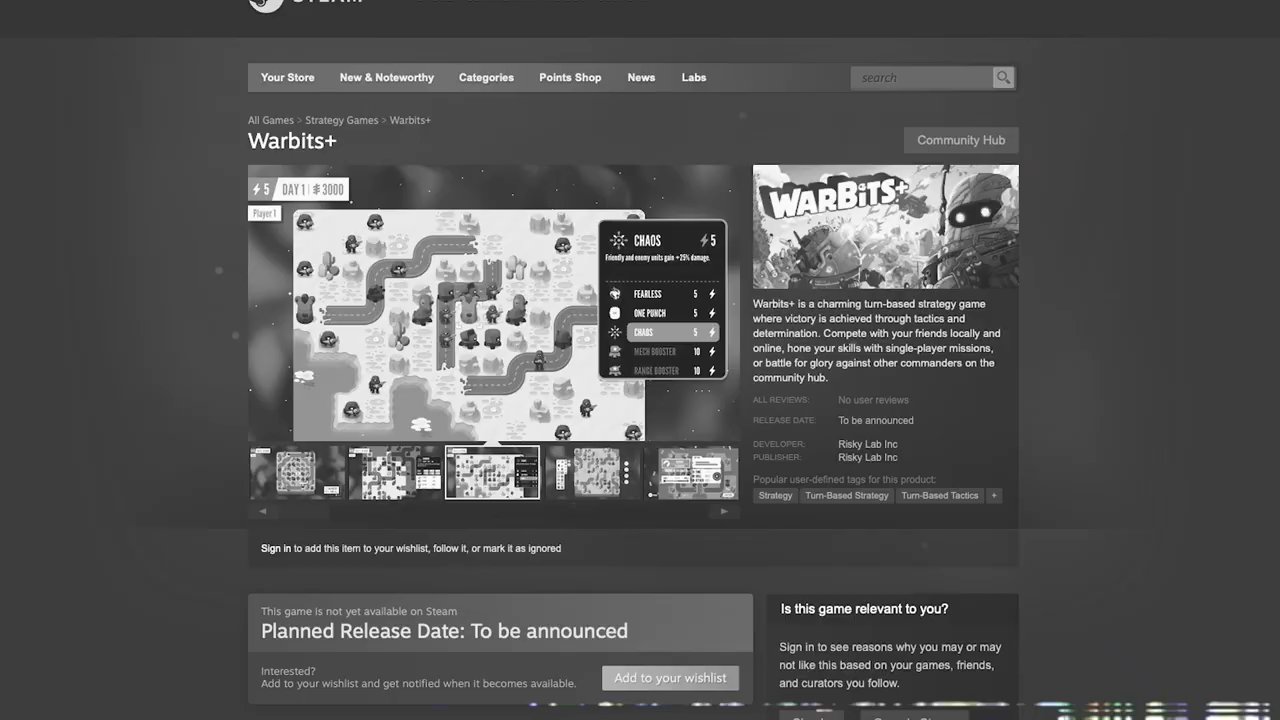 STEAM
Your Store New & Noteworthy Categories Points Shop News Labs search
All Games > Strategy Games > Warbits+
Warbits+
Community Hub
5 DAY 1 3000
Player 1
CHAOS 5
Friendly and enemy units gain +25% damage.
FEARLESS 5
ONE PUNCH 5
CHAOS 5
MECH BOOSTER 10
RANGE BOOSTER 10
WARBITS+
Warbits+ is a charming turn-based strategy game
where victory is achieved through tactics and
determination. Compete with your friends locally and
online, hone your skills with single-player missions,
or battle for glory against other commanders on the
community hub.
ALL REVIEWS: No user reviews
RELEASE DATE: To be announced
DEVELOPER: Risky Lab Inc
PUBLISHER: Risky Lab Inc
Popular user-defined tags for this product:
Strategy Turn-Based Strategy Turn-Based Tactics +
Sign in to add this item to your wishlist, follow it, or mark it as ignored
This game is not yet available on Steam
Planned Release Date: To be announced
Interested?
Add to your wishlist and get notified when it becomes available.
Add to your wishlist
Is this game relevant to you?
Sign in to see reasons why you may or may
not like this based on your games, friends,
and curators you follow.